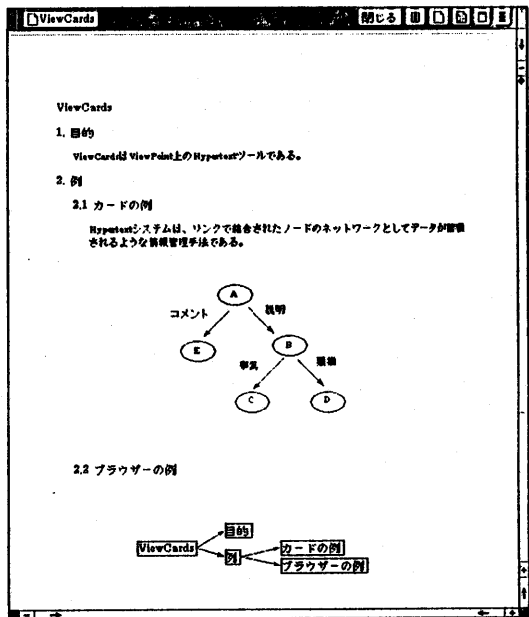 ViewCards 閉じる
ViewCards
1. 目的
ViewCardsは ViewPoint上の Hypertextツールである。
2. 例
2.1 カードの例
Hypertextシステムは、リンクで結合されたノードのネットワークとしてデータが蓄積
されるような情報管理手法である。
A
コメント 説明
E B
事実
C D
2.2 ブラウザーの例
目的
ViewCards
例 カードの例
ブラウザーの例